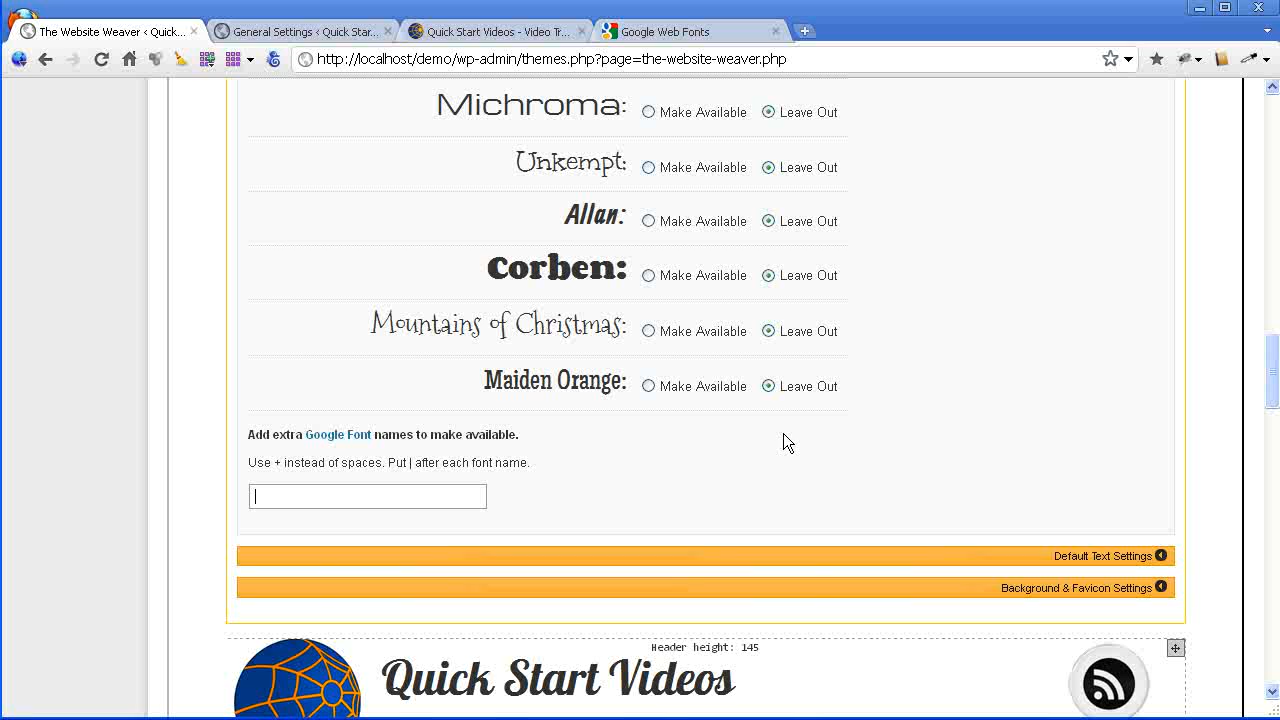 The Website Weaver ‹ Quick...
General Settings ‹ Quick Star...
Quick Start Videos - Video T
Google Web Fonts
http://localhost/demo/wp-admin/themes.php?page=the-website-weaver.php
Michroma: Make Available Leave Out
Unkempt: Make Available Leave Out
Allan: Make Available Leave Out
Corben: Make Available Leave Out
Mountains of Christmas: Make Available Leave Out
Maiden Orange: Make Available Leave Out
Add extra Google Font names to make available.
Use + instead of spaces. Put | after each font name.
Default Text Settings
Background & Favicon Settings
Header height: 145
Quick Start Videos